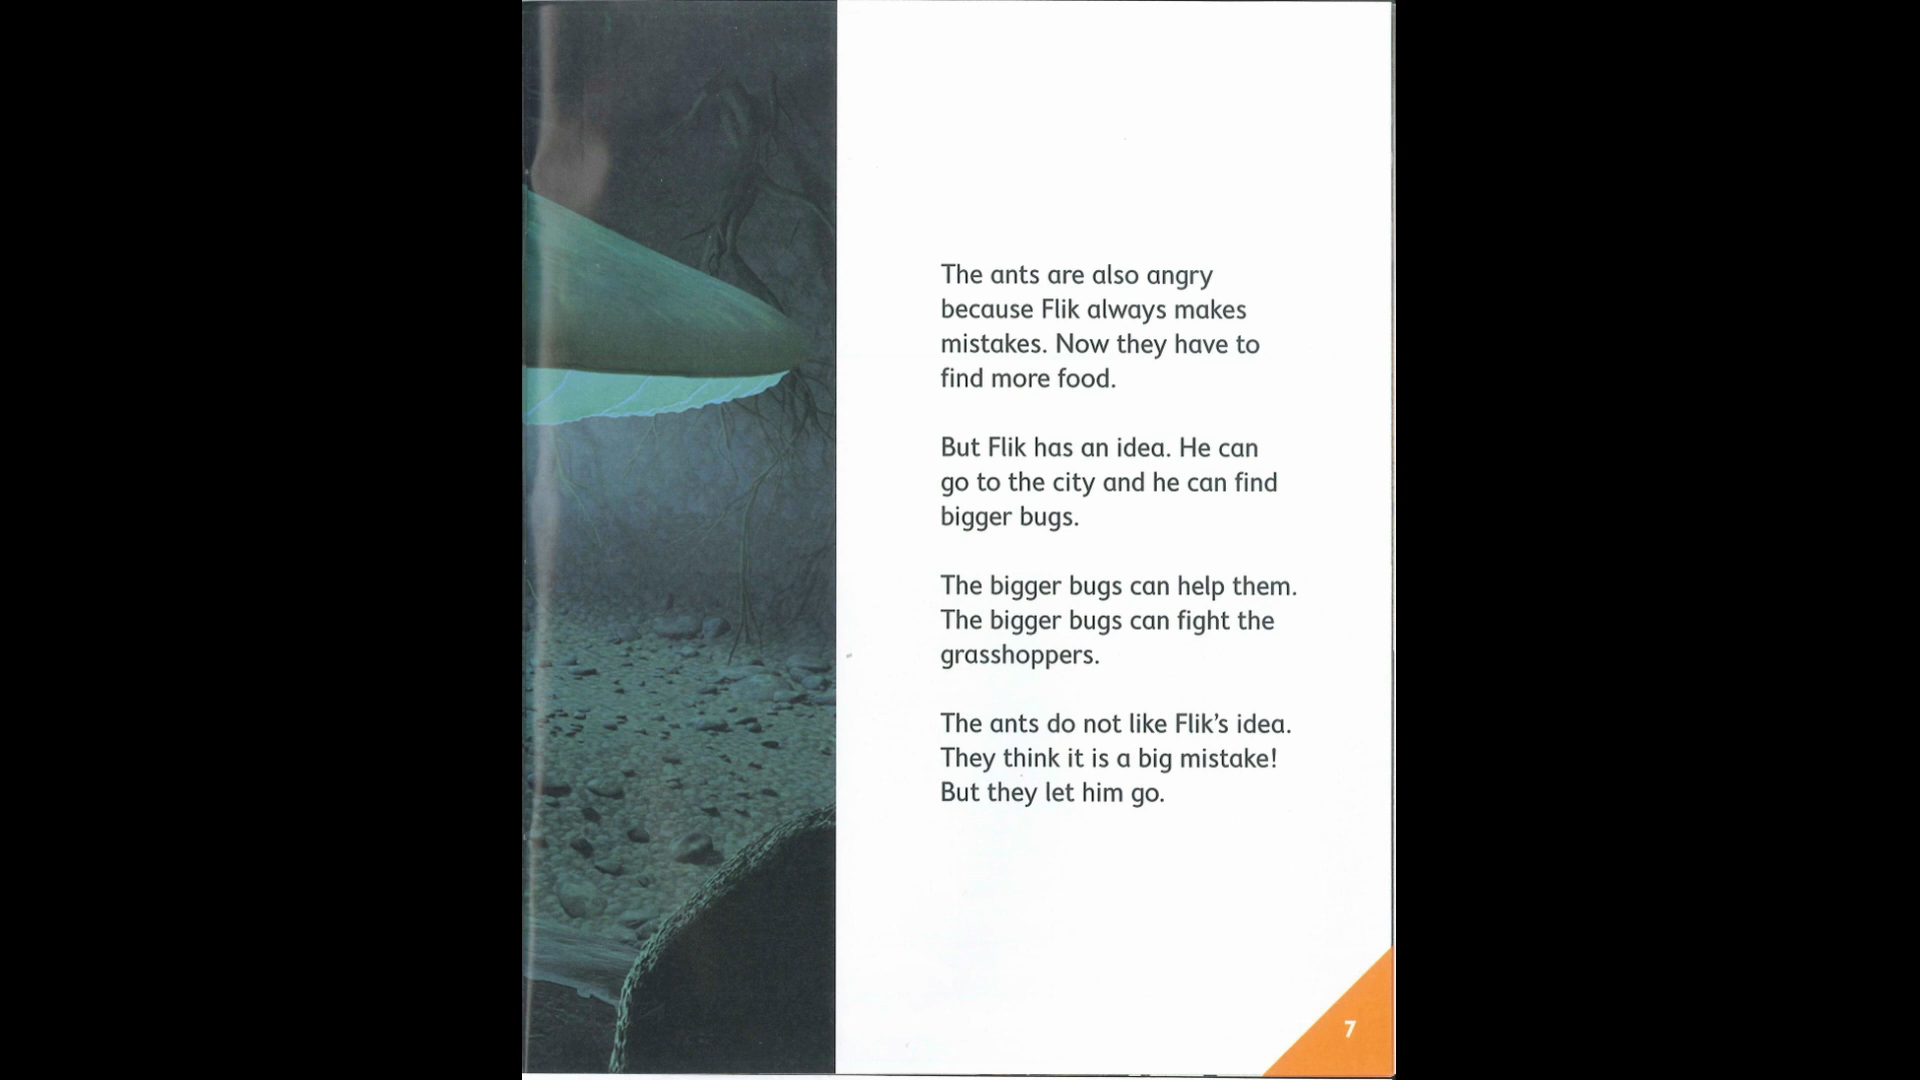 The ants are also angry
because Flik always makes
mistakes. Now they have to
find more food.
But Flik has an idea. He can
go to the city and he can find
bigger bugs.
The bigger bugs can help them.
The bigger bugs can fight the
grasshoppers.
The ants do not like Flik’s idea.
They think it is a big mistake!
But they let him go.
7